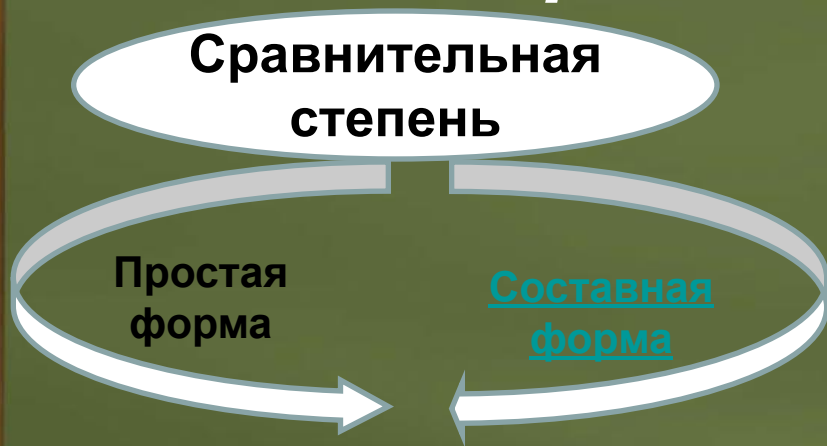 Сравнительная
степень
Простая
форма
Составная
форма